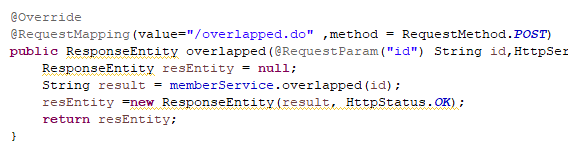 @Override
@RequestMapping(value="/overlapped.do" ,method = RequestMethod.POST)
public ResponseEntity overlapped(@RequestParam("id") String id,HttpSer
ResponseEntity resEntity = null;
String result = memberService.overlapped(id);
resEntity =new ResponseEntity(result, HttpStatus.OK);
return resEntity;
}